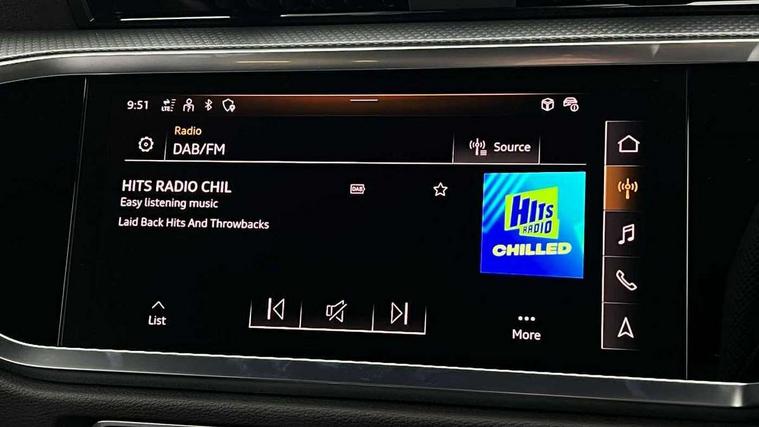 9:51
LTE
Radio
DAB/FM
Source
HITS RADIO CHIL
DAB
Easy listening music
Laid Back Hits And Throwbacks
HITS
RADIO
CHILLED
List
More